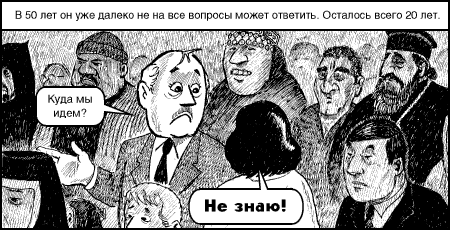 В 50 лет он уже далеко не на все вопросы может ответить. Осталось всего 20 лет.
Куда мы
идем?
Не знаю!